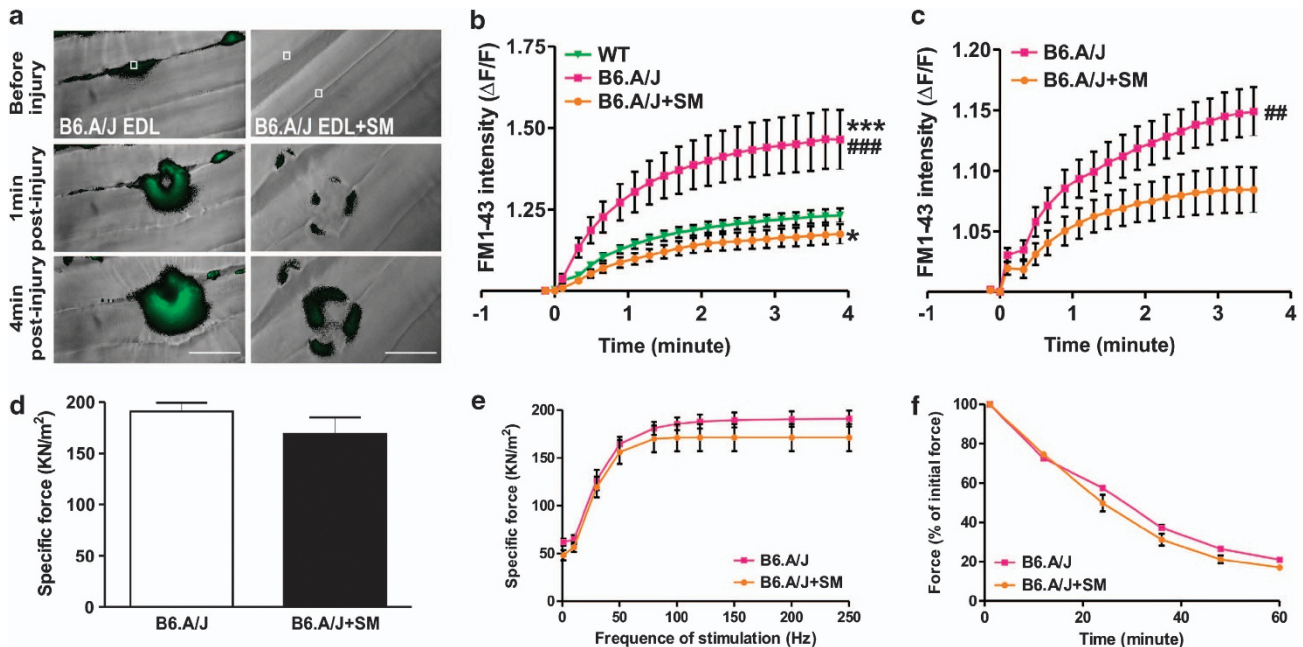 a
Before injury
B6.A/J EDL
B6.A/J EDL+SM
1min post-injury
4min post-injury
b
FM1-43 intensity (ΔF/F)
1.75
1.50
1.25
WT
B6.A/J
B6.A/J+SM
***
###
*
-1 0 1 2 3 4
Time (minute)
c
FM1-43 intensity (ΔF/F)
1.20
1.15
1.10
1.05
B6.A/J
B6.A/J+SM
##
-1 0 1 2 3 4
Time (minute)
d
Specific force (KN/m²)
200
150
100
50
0
B6.A/J
B6.A/J+SM
e
Specific force (KN/m²)
200
150
100
50
0
B6.A/J
B6.A/J+SM
0 50 100 150 200 250
Frequence of stimulation (Hz)
f
Force (% of initial force)
100
80
60
40
20
0
B6.A/J
B6.A/J+SM
0 20 40 60
Time (minute)